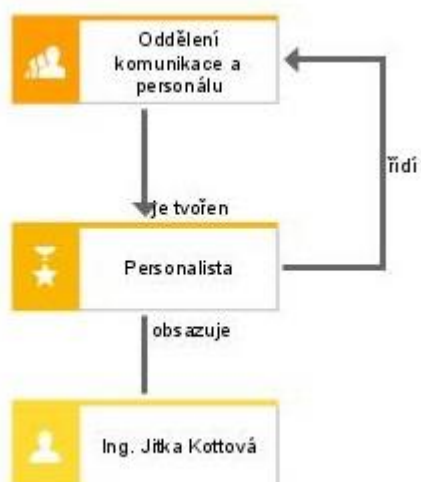 Oddělení
komunikace a
personálu
řídí
je tvořen
Personalista
obsazuje
Ing. Jitka Kottová